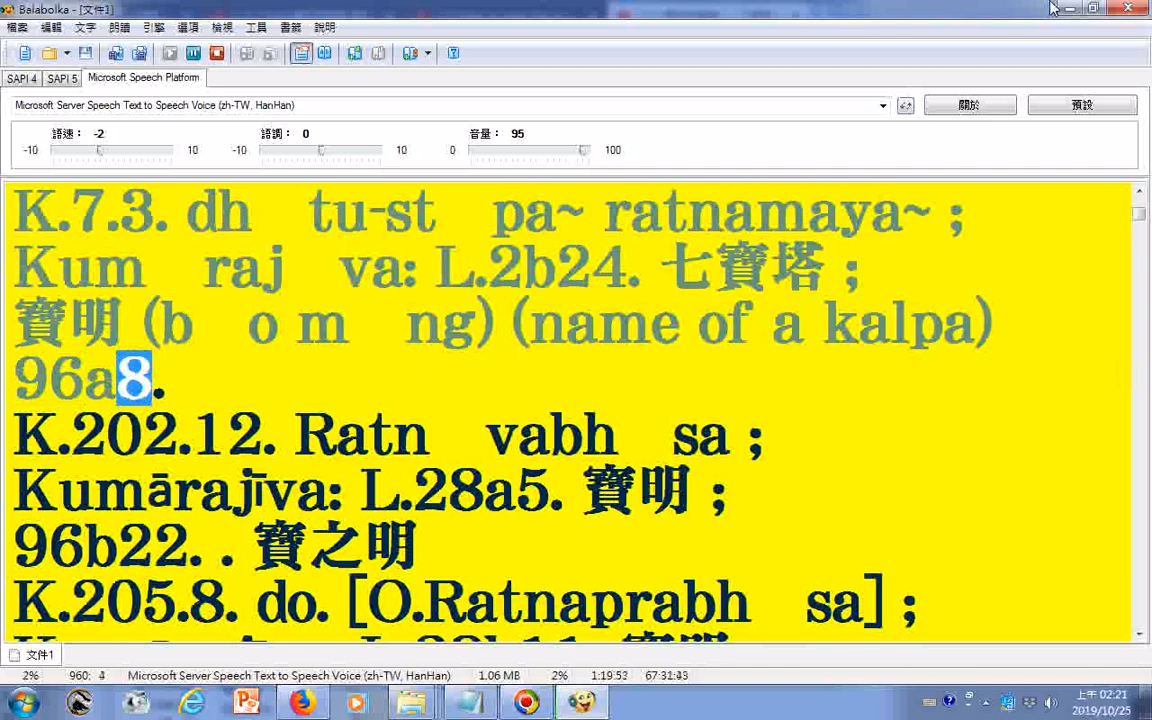 Balabolka - [文件1]
檔案 編輯 文字 朗讀 引擎 選項 檢視 工具 書籤 說明
SAPI 4 SAPI 5 Microsoft Speech Platform
Microsoft Server Speech Text to Speech Voice (zh-TW, HanHan) 關於 預設
語速： -2 語調： 0 音量： 95
-10 10 -10 10 0 100
K.7.3. dh tu-st pa~ ratnamaya~ ;
Kum raj va: L.2b24. 七寶塔 ;
寶明 (b o m ng) (name of a kalpa)
96a8.
K.202.12. Ratn vabh sa ;
Kumārajīva: L.28a5. 寶明 ;
96b22. . 寶之明
K.205.8. do. [O.Ratnaprabh sa] ;
文件1
2% 960: 4 Microsoft Server Speech Text to Speech Voice (zh-TW, HanHan) 1.06 MB 2% 1:19:53 67:31:43
上午 02:21
2019/10/25